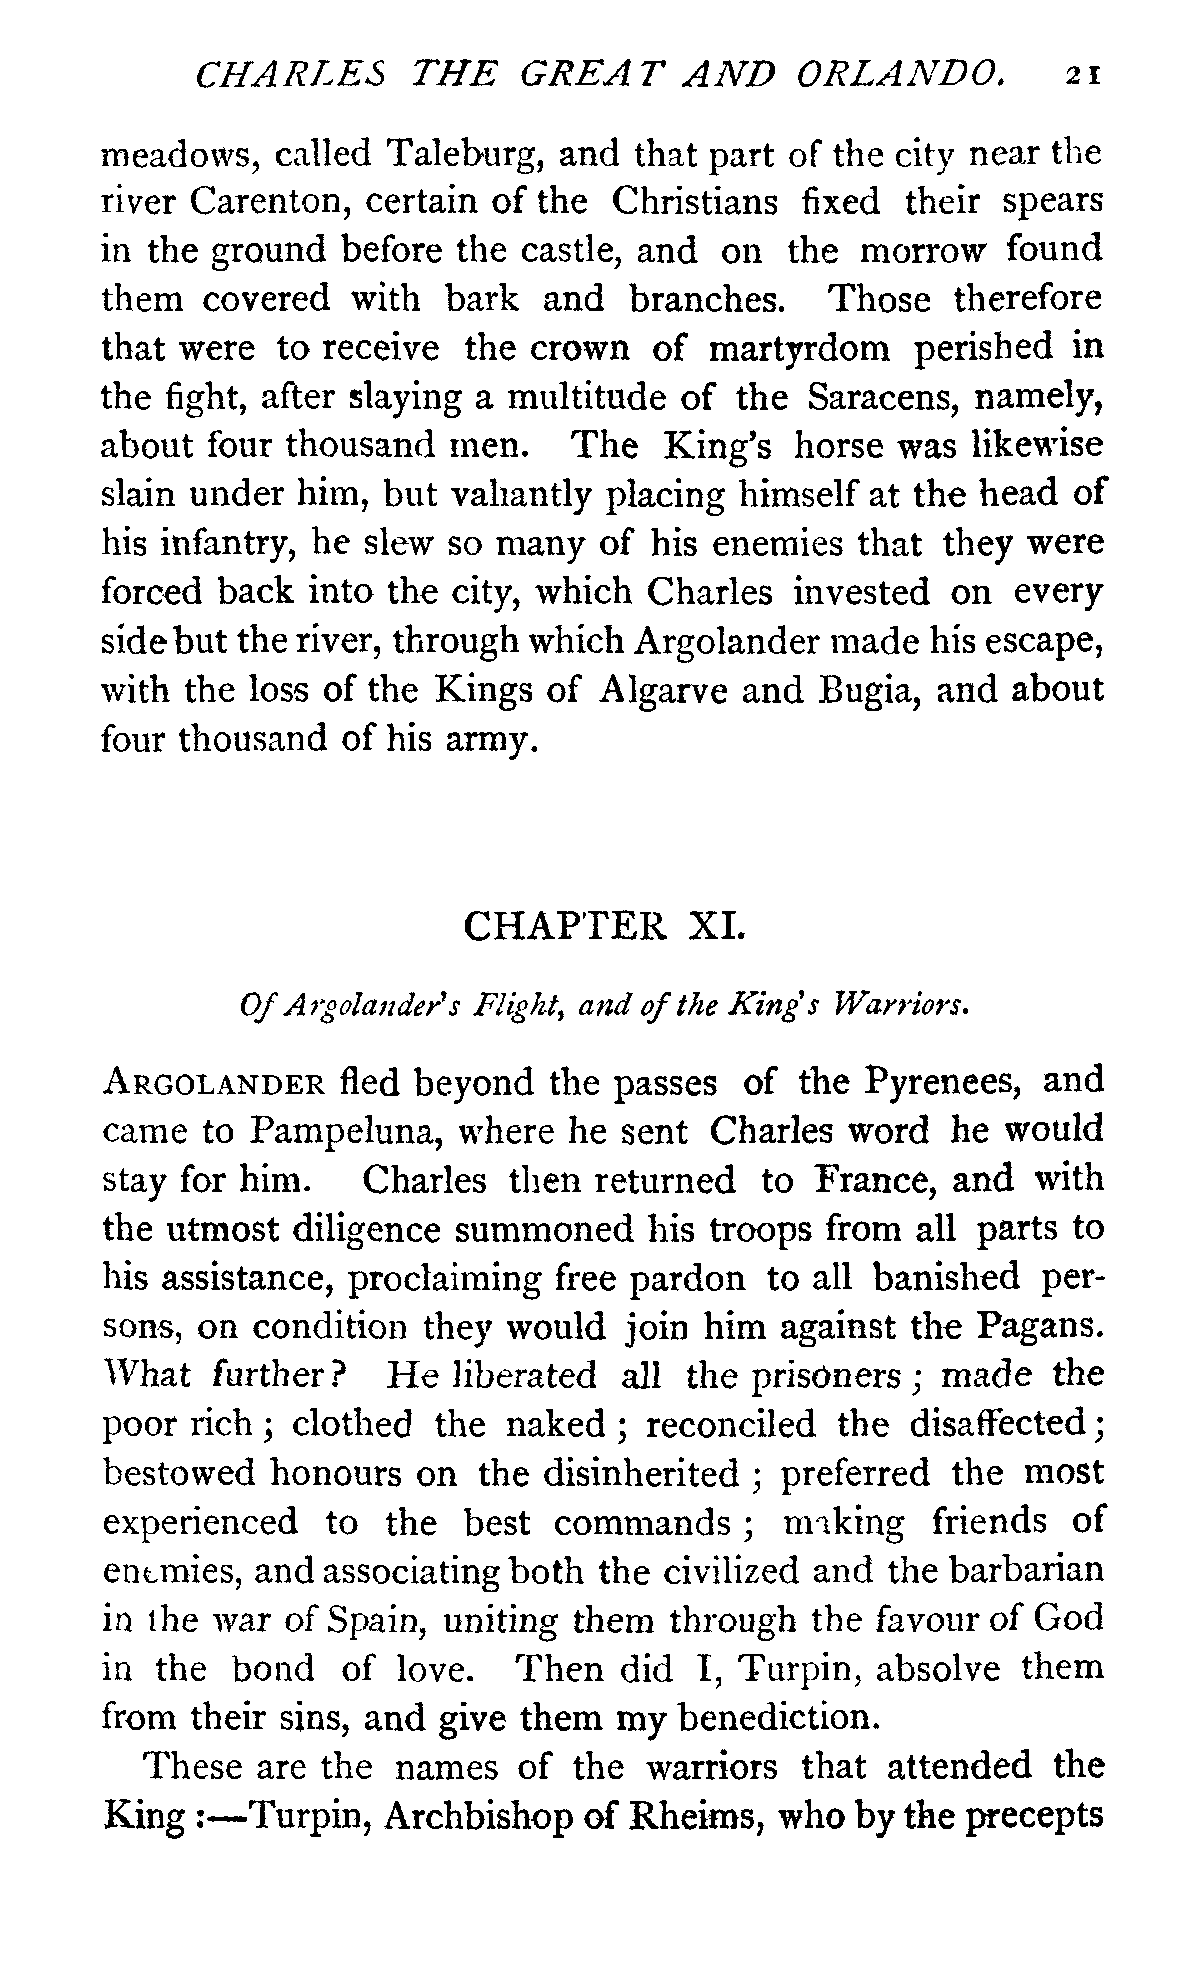 CHARLES THE GREAT AND ORLANDO. 21
meadows, called Taleburg, and that part of the city near the
river Carenton, certain of the Christians fixed their spears
in the ground before the castle, and on the morrow found
them covered with bark and branches. Those therefore
that were to receive the crown of martyrdom perished in
the fight, after slaying a multitude of the Saracens, namely,
about four thousand men. The King's horse was likewise
slain under him, but valiantly placing himself at the head of
his infantry, he slew so many of his enemies that they were
forced back into the city, which Charles invested on every
side but the river, through which Argolander made his escape,
with the loss of the Kings of Algarve and Bugia, and about
four thousand of his army.
CHAPTER XI.
Of Argolander's Flight, and of the King's Warriors.
ARGOLANDER fled beyond the passes of the Pyrenees, and
came to Pampeluna, where he sent Charles word he would
stay for him. Charles then returned to France, and with
the utmost diligence summoned his troops from all parts to
his assistance, proclaiming free pardon to all banished per-
sons, on condition they would join him against the Pagans.
What further? He liberated all the prisoners; made the
poor rich; clothed the naked; reconciled the disaffected;
bestowed honours on the disinherited; preferred the most
experienced to the best commands; making friends of
enemies, and associating both the civilized and the barbarian
in the war of Spain, uniting them through the favour of God
in the bond of love. Then did I, Turpin, absolve them
from their sins, and give them my benediction.
These are the names of the warriors that attended the
King:—Turpin, Archbishop of Rheims, who by the precepts